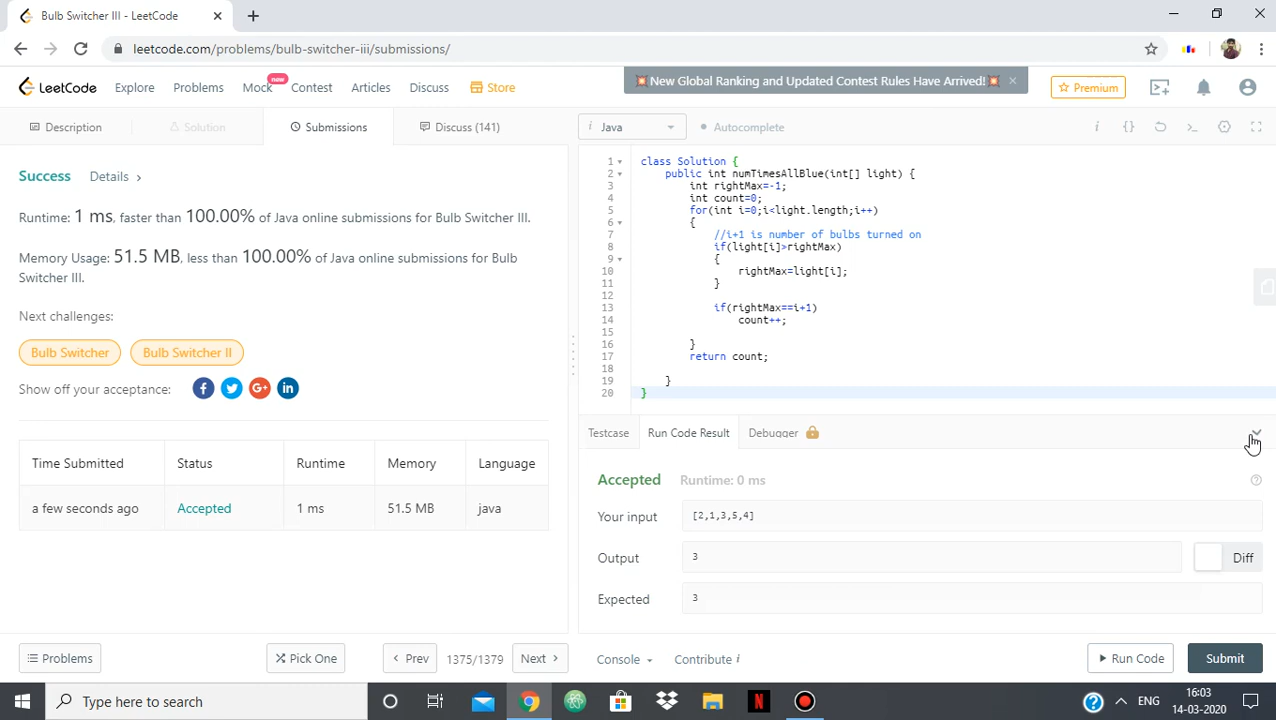 Bulb Switcher III - LeetCode
leetcode.com/problems/bulb-switcher-iii/submissions/
LeetCode
Explore
Problems
Mock
new
Contest
Articles
Discuss
Store
💥New Global Ranking and Updated Contest Rules Have Arrived!💥
Premium
Description
Solution
Submissions
Discuss (141)
i Java
Autocomplete
Success Details >
Runtime: 1 ms, faster than 100.00% of Java online submissions for Bulb Switcher III.
Memory Usage: 51.5 MB, less than 100.00% of Java online submissions for Bulb
Switcher III.
Next challenges:
Bulb Switcher
Bulb Switcher II
Show off your acceptance:
Time Submitted Status Runtime Memory Language
a few seconds ago Accepted 1 ms 51.5 MB java
1 class Solution {
2 public int numTimesAllBlue(int[] light) {
3 int rightMax=-1;
4 int count=0;
5 for(int i=0;i<light.length;i++)
6 {
7 //i+1 is number of bulbs turned on
8 if(light[i]>rightMax)
9 {
10 rightMax=light[i];
11 }
12
13 if(rightMax==i+1)
14 count++;
15
16 }
17 return count;
18
19 }
20 }
Testcase
Run Code Result
Debugger
Accepted Runtime: 0 ms
Your input [2,1,3,5,4]
Output 3
Diff
Expected 3
Problems
Pick One
< Prev
1375/1379
Next >
Console
Contribute i
Run Code
Submit
Type here to search
ENG
16:03
14-03-2020